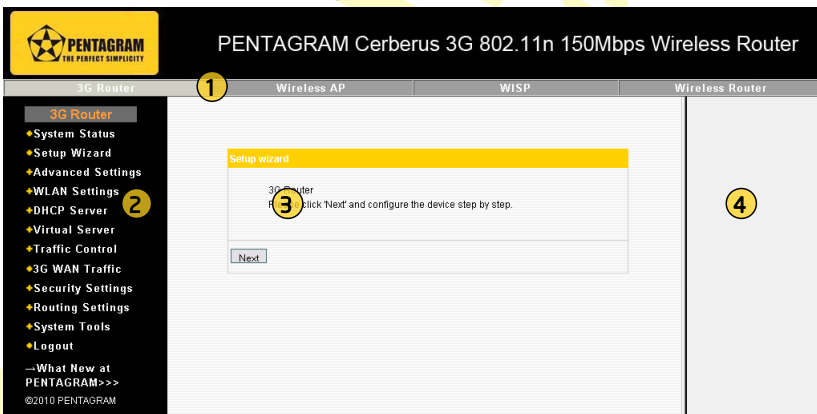 PENTAGRAM
THE PERFECT SIMPLICITY
PENTAGRAM Cerberus 3G 802.11n 150Mbps Wireless Router
3G Router
1
Wireless AP
WISP
Wireless Router
3G Router
System Status
Setup Wizard
Advanced Settings
WLAN Settings
DHCP Server
Virtual Server
Traffic Control
3G WAN Traffic
Security Settings
Routing Settings
System Tools
Logout
→What New at
PENTAGRAM>>>
©2010 PENTAGRAM
2
Setup wizard
3G Router
Please click 'Next' and configure the device step by step.
3
Next
4